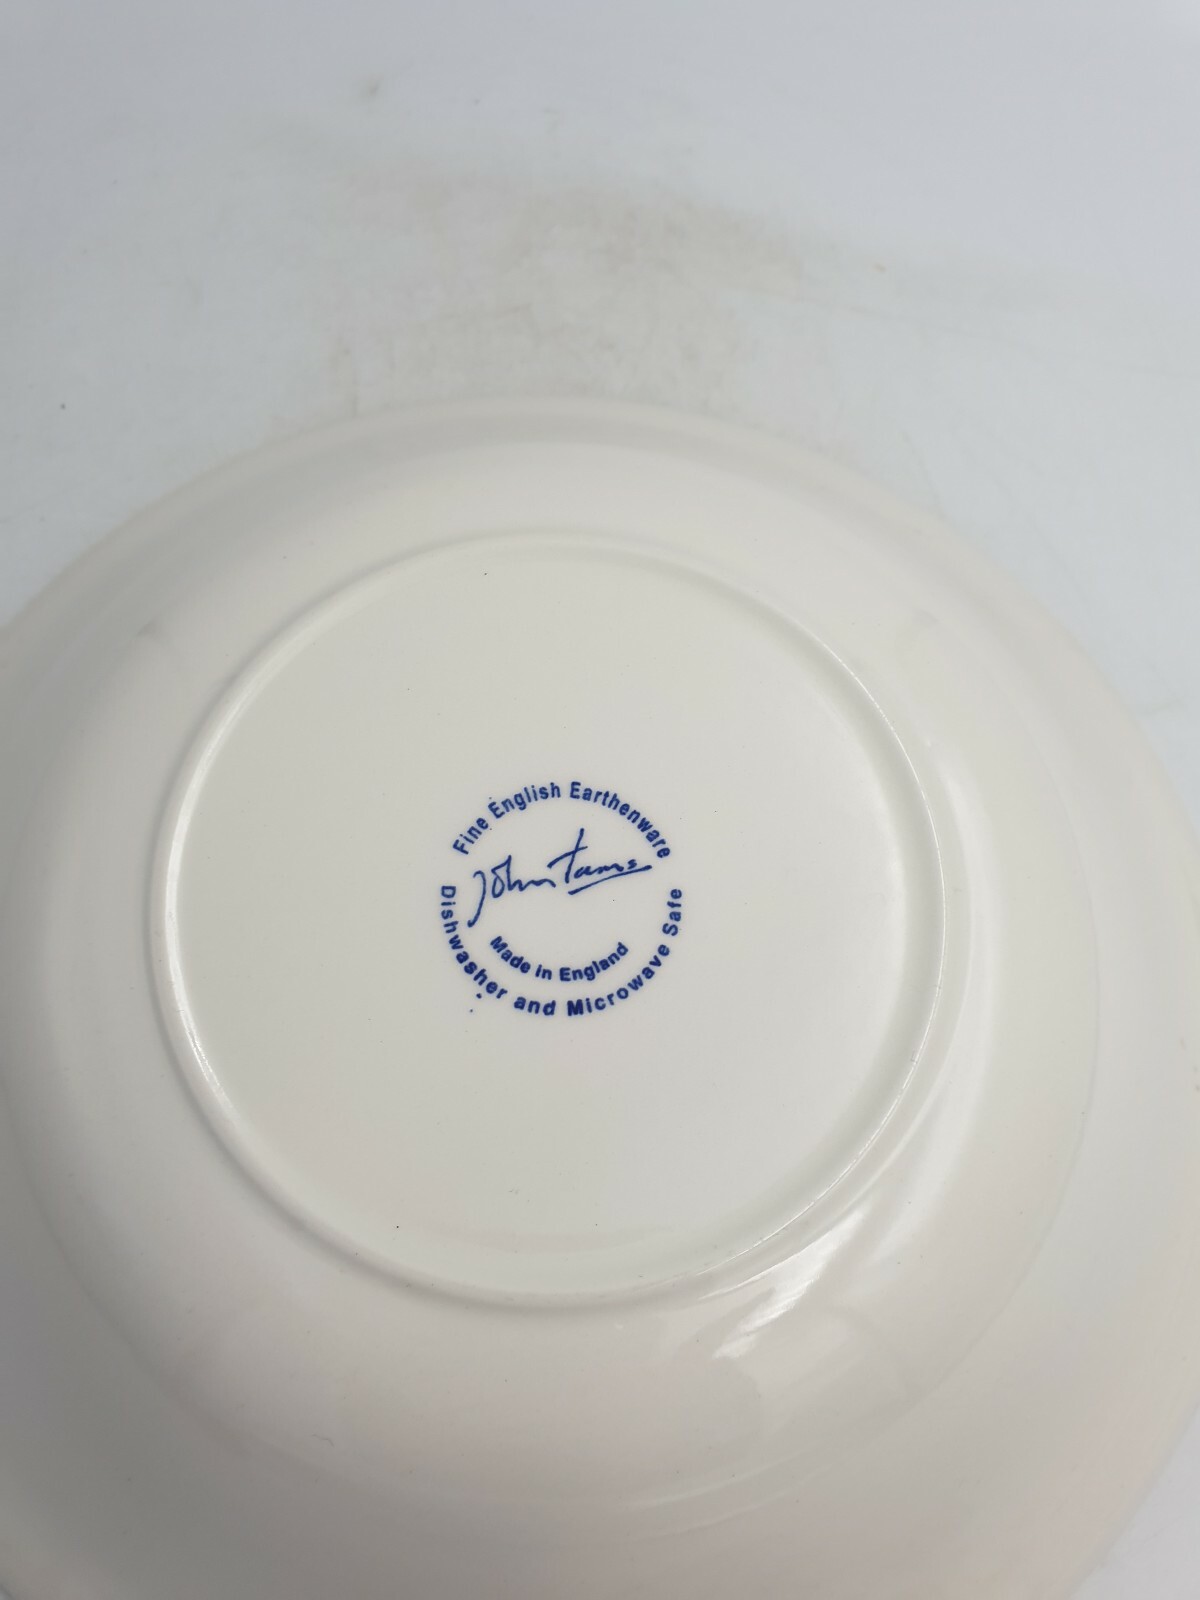 Fine English Earthenware
John Tams
Made in England
Dishwasher and Microwave Safe